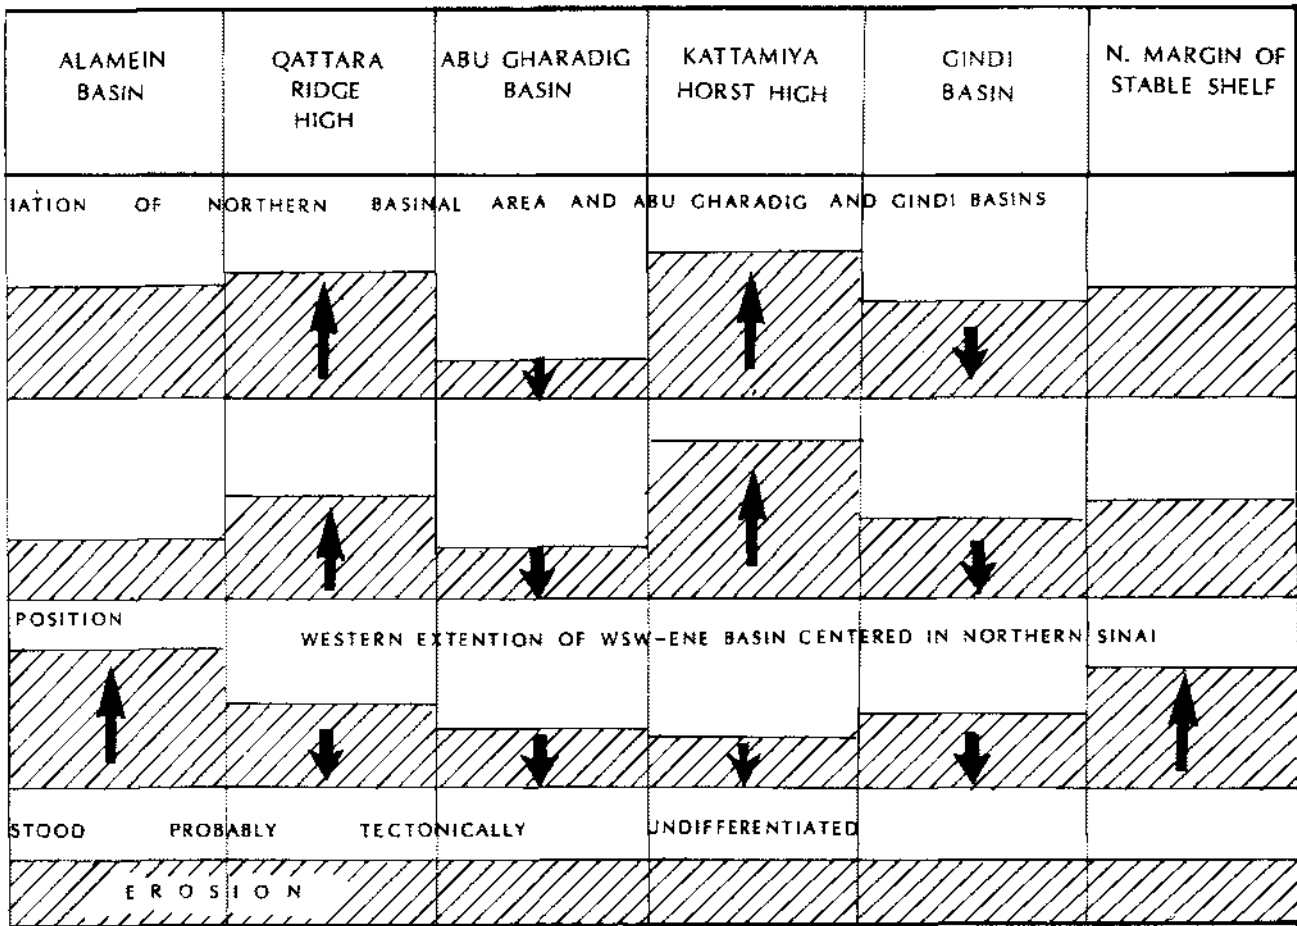 ALAMEIN
BASIN
QATTARA
RIDGE
HIGH
ABU GHARADIG
BASIN
KATTAMIYA
HORST HIGH
GINDI
BASIN
N. MARGIN OF
STABLE SHELF
IATION OF NORTHERN BASINAL AREA AND ABU GHARADIG AND GINDI BASINS
POSITION
WESTERN EXTENTION OF WSW-ENE BASIN CENTERED IN NORTHERN SINAI
STOOD PROBABLY TECTONICALLY UNDIFFERENTIATED
EROSION